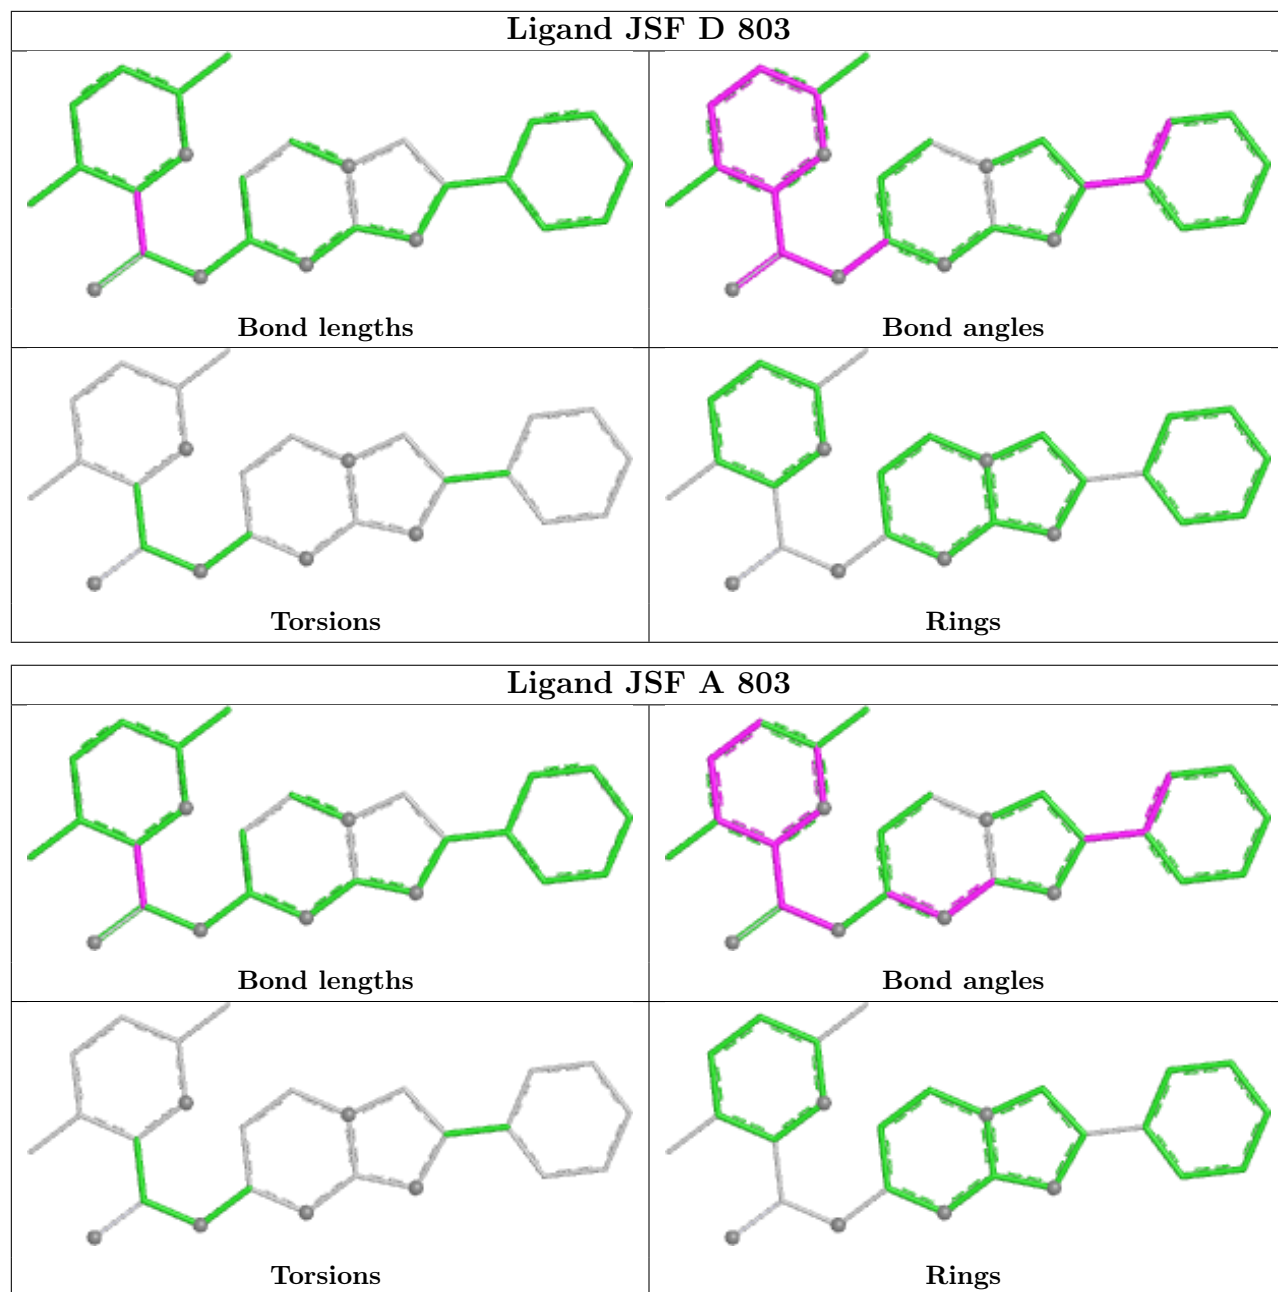 Ligand JSF D 803
Bond lengths
Bond angles
Torsions
Rings
Ligand JSF A 803
Bond lengths
Bond angles
Torsions
Rings